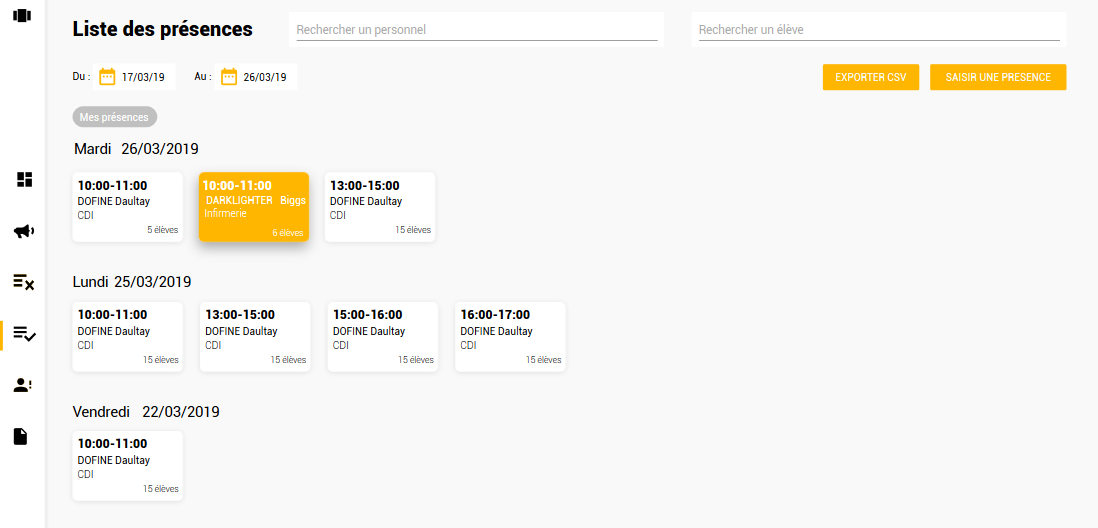 Liste des présences
Rechercher un personnel
Rechercher un élève
Du : 17/03/19 Au : 26/03/19
EXPORTER CSV
SAISIR UNE PRESENCE
Mes présences
Mardi 26/03/2019
10:00-11:00
DOFINE Daultay
CDI
5 élèves
10:00-11:00
DARKLIGHTER Biggs
Infirmerie
6 élèves
13:00-15:00
DOFINE Daultay
CDI
15 élèves
Lundi 25/03/2019
10:00-11:00
DOFINE Daultay
CDI
15 élèves
13:00-15:00
DOFINE Daultay
CDI
15 élèves
15:00-16:00
DOFINE Daultay
CDI
15 élèves
16:00-17:00
DOFINE Daultay
CDI
15 élèves
Vendredi 22/03/2019
10:00-11:00
DOFINE Daultay
CDI
15 élèves